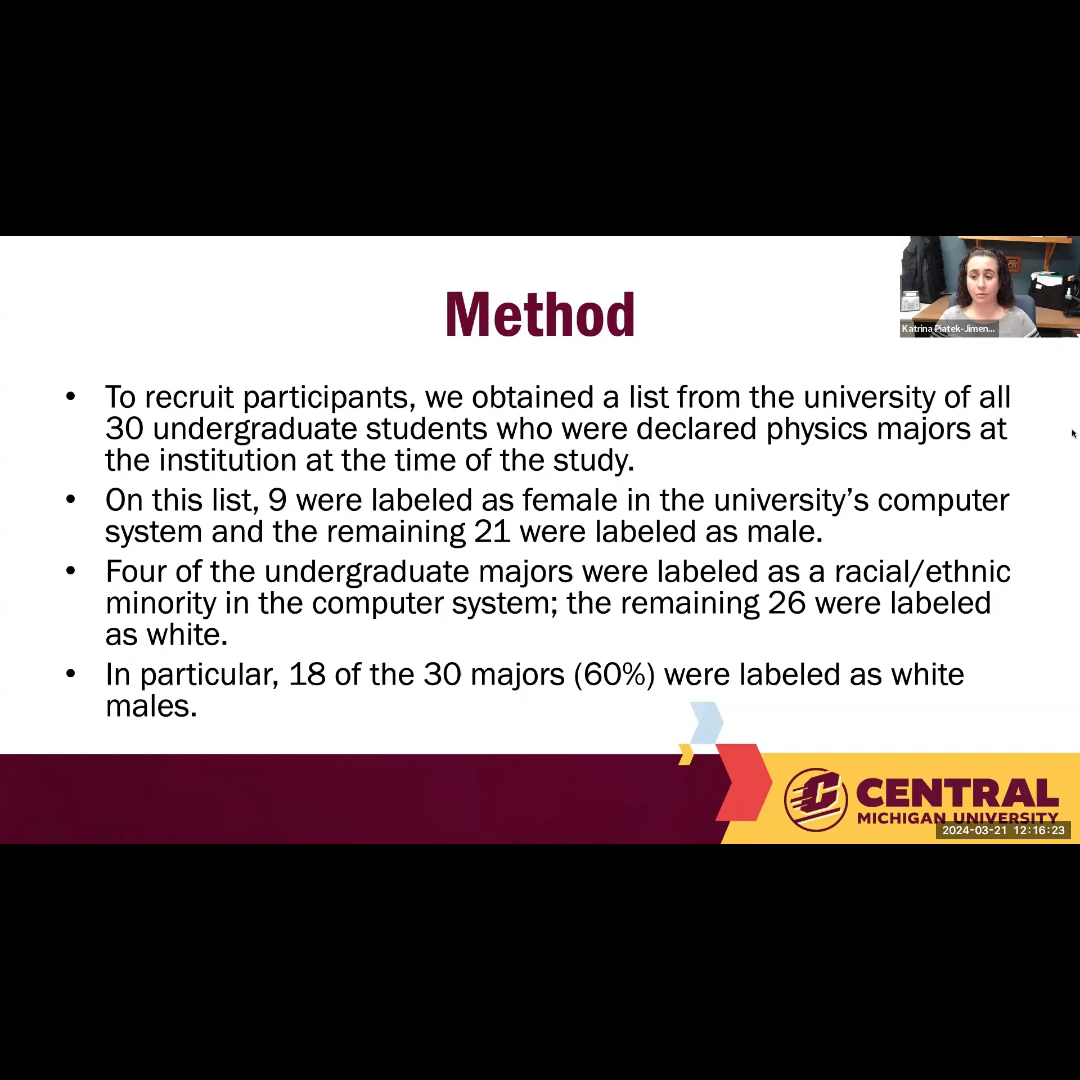 Method
Katrina Piatek-Jimen...
• To recruit participants, we obtained a list from the university of all
30 undergraduate students who were declared physics majors at
the institution at the time of the study.
• On this list, 9 were labeled as female in the university’s computer
system and the remaining 21 were labeled as male.
• Four of the undergraduate majors were labeled as a racial/ethnic
minority in the computer system; the remaining 26 were labeled
as white.
• In particular, 18 of the 30 majors (60%) were labeled as white
males.
CENTRAL
MICHIGAN UNIVERSITY
2024-03-21 12:16:23